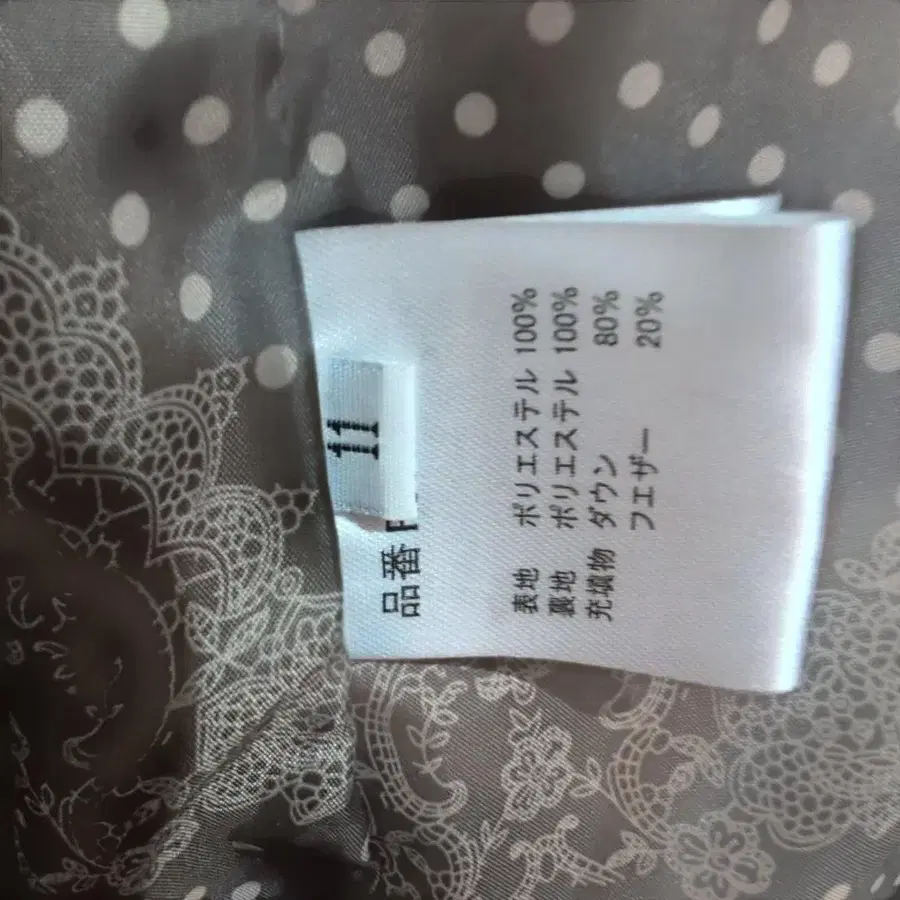 11
品番
表地 ポリエステル 100%
裏地 ポリエステル 100%
充填物 ダウン 80%
フエザー 20%